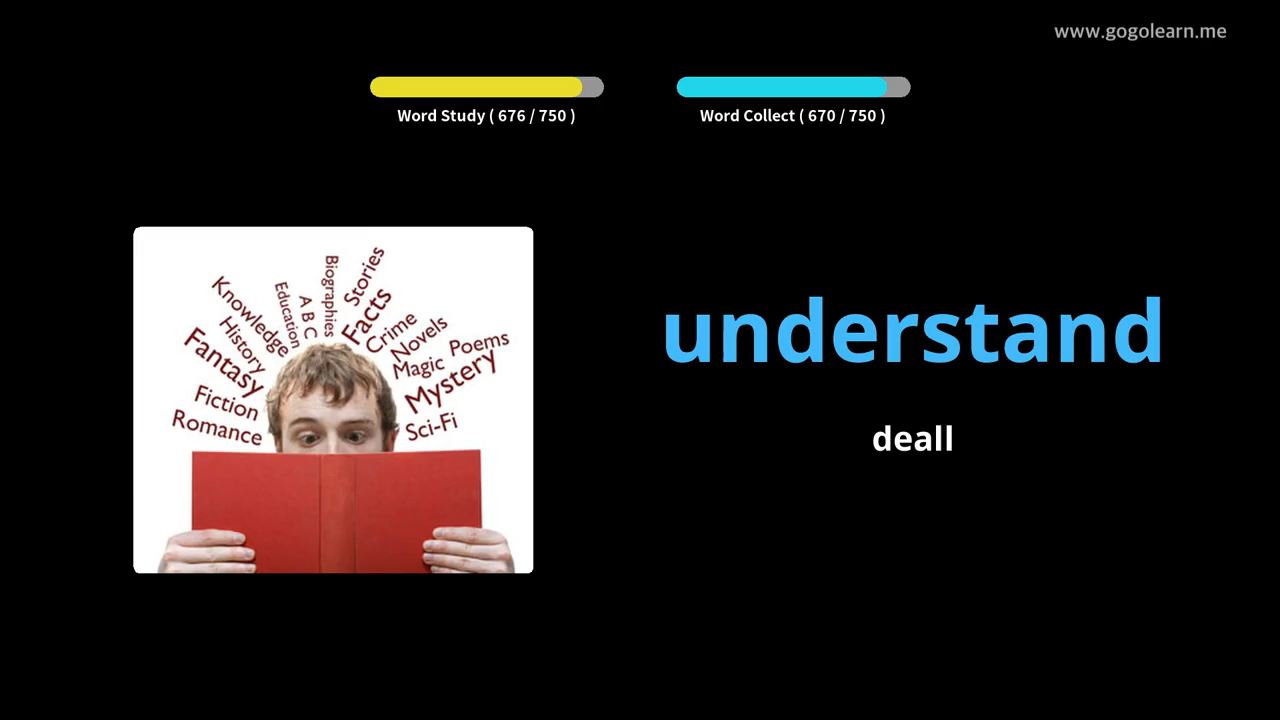 www.gogolearn.me
Word Study ( 676 / 750 )
Word Collect ( 670 / 750 )
Knowledge
History
Fantasy
Fiction
Romance
Education
A B C
Biographies
Stories
Facts
Crime
Novels
Magic
Poems
Mystery
Sci-Fi
understand
deall